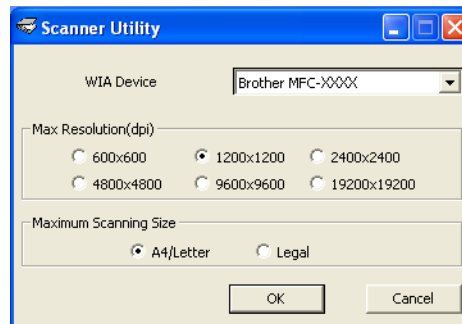 Scanner Utility
WIA Device Brother MFC-XXXX
Max Resolution(dpi)
600x600 1200x1200 2400x2400
4800x4800 9600x9600 19200x19200
Maximum Scanning Size
A4/Letter Legal
OK Cancel